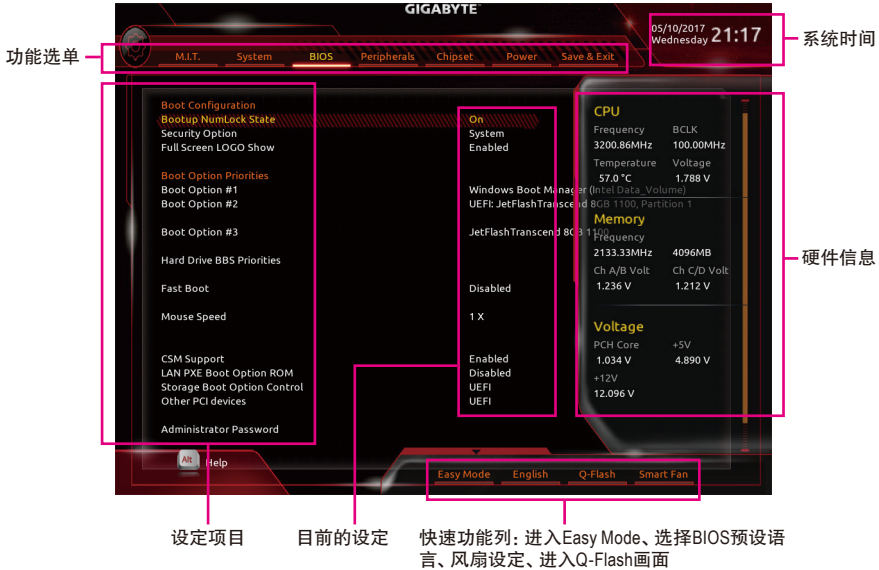 GIGABYTE
05/10/2017
Wednesday 21:17
系统时间
功能选单
M.I.T. System BIOS Peripherals Chipset Power Save & Exit
Boot Configuration
Bootup NumLock State On
Security Option System
Full Screen LOGO Show Enabled
Boot Option Priorities
Boot Option #1 Windows Boot Manager (Intel Data_Volume)
Boot Option #2 UEFI: JetFlashTranscend 8GB 1100, Partition 1
Boot Option #3 JetFlashTranscend 8GB 1100
Hard Drive BBS Priorities
Fast Boot Disabled
Mouse Speed 1 X
CSM Support Enabled
LAN PXE Boot Option ROM Disabled
Storage Boot Option Control UEFI
Other PCI devices UEFI
Administrator Password
CPU
Frequency BCLK
3200.86MHz 100.00MHz
Temperature Voltage
57.0 °C 1.788 V
Memory
Frequency
2133.33MHz 4096MB
Ch A/B Volt Ch C/D Volt
1.236 V 1.212 V
Voltage
PCH Core +5V
1.034 V 4.890 V
+12V
12.096 V
硬件信息
Alt Help
Easy Mode English Q-Flash Smart Fan
设定项目
目前的设定
快速功能列: 进入Easy Mode、选择BIOS预设语
言、风扇设定、进入Q-Flash画面